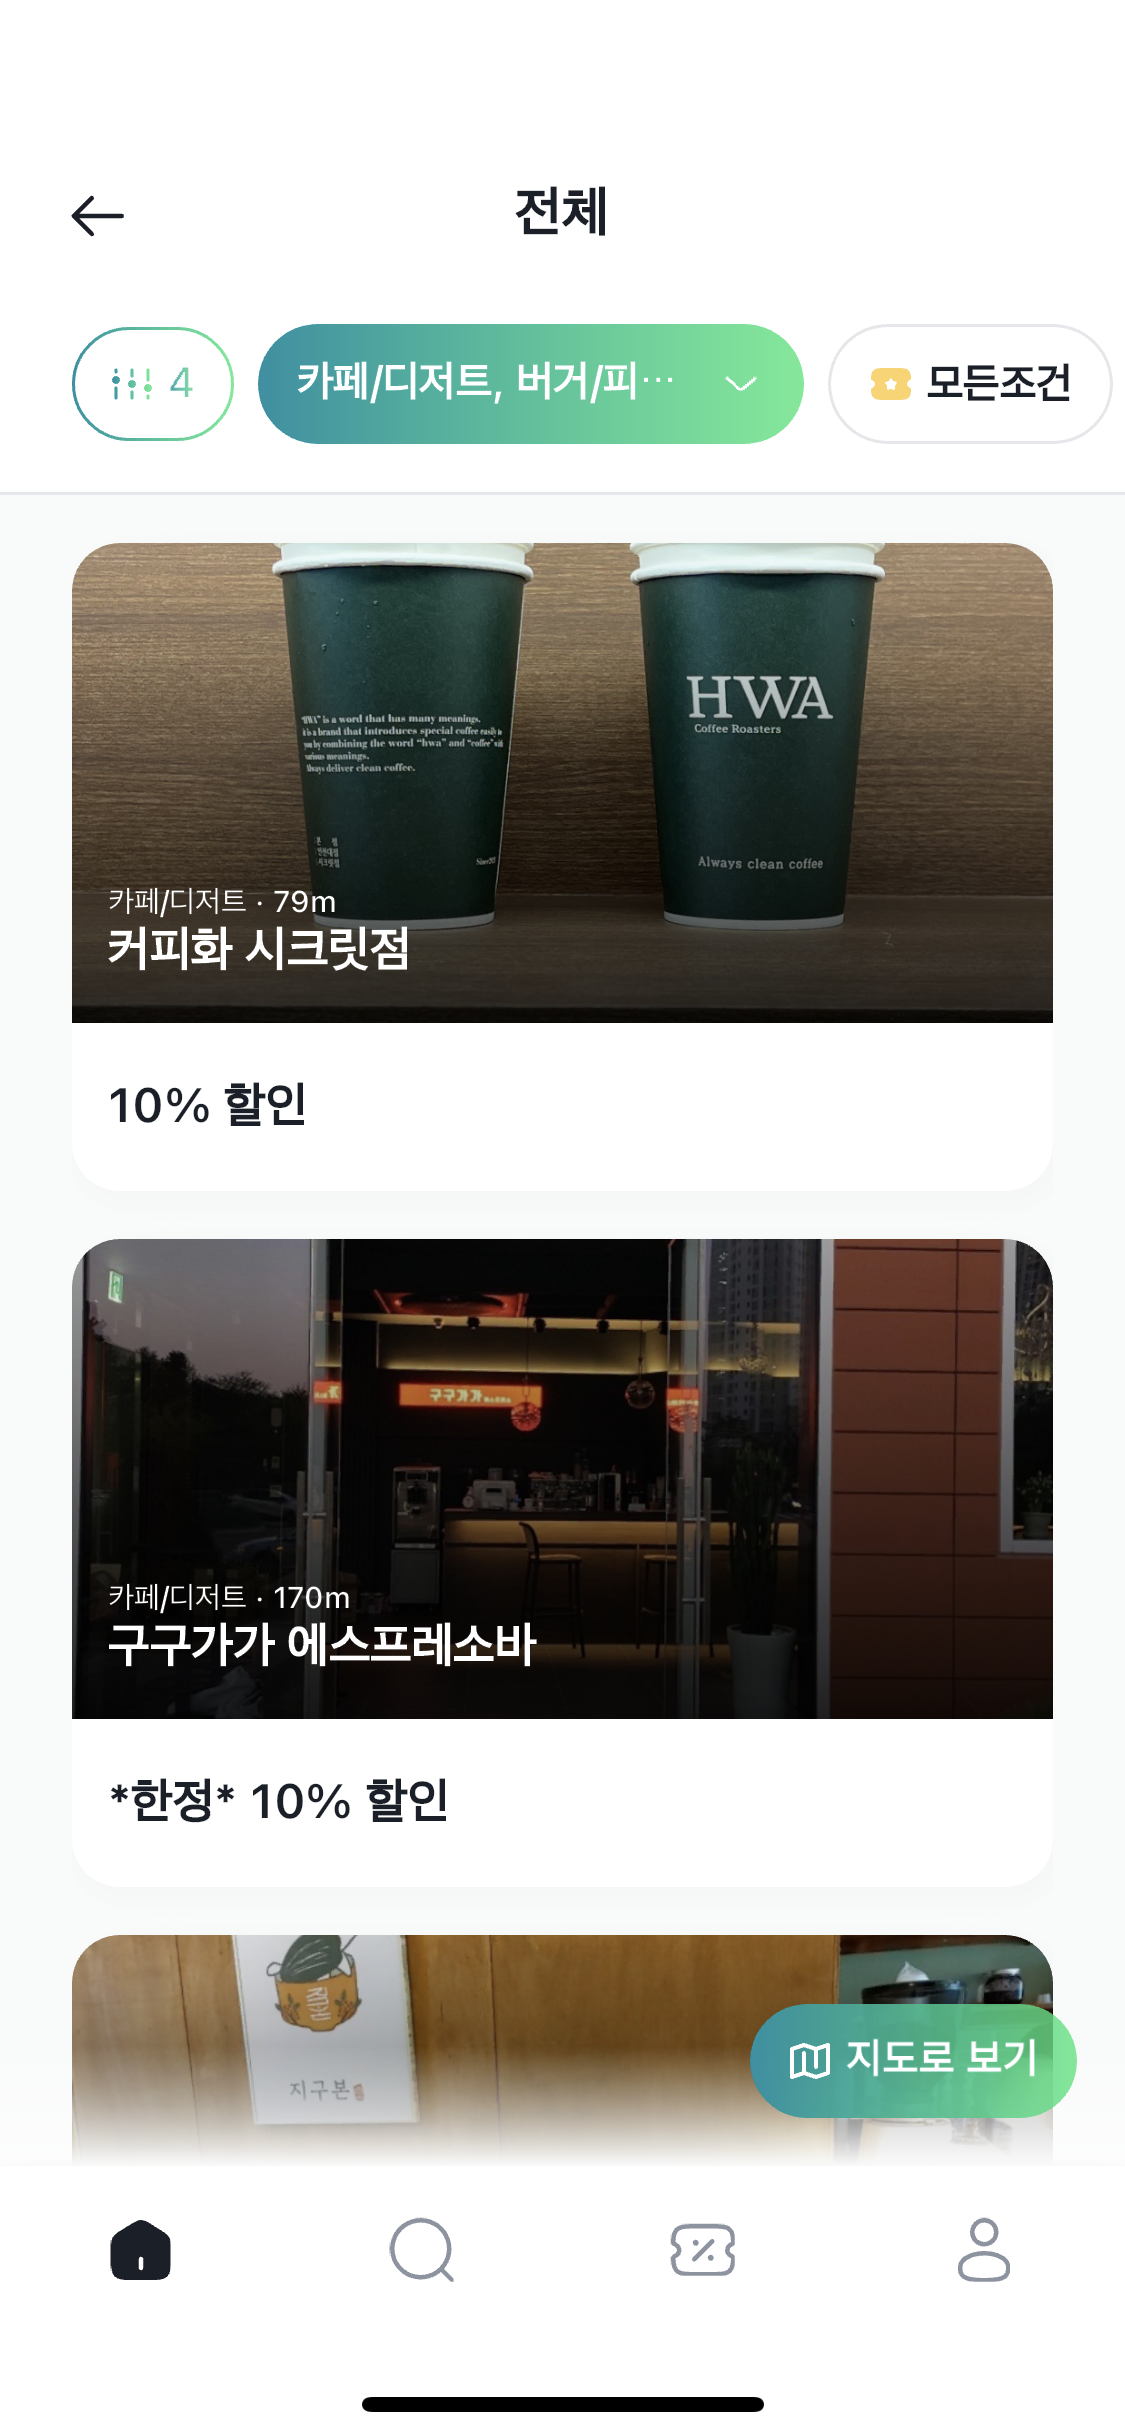 전체
4
카페/디저트, 버거/피···
모든조건
"HWA" is a word that has many meanings.
it is a brand that introduces special coffee easily to
you by combining the word "hwa" and "coffee" with
various meanings.
Always deliver clean coffee.
HWA
Coffee Roasters
Always clean coffee
카페/디저트 · 79m
커피화 시크릿점
10% 할인
구구가가
카페/디저트 · 170m
구구가가 에스프레소바
*한정* 10% 할인
지구본
지도로 보기